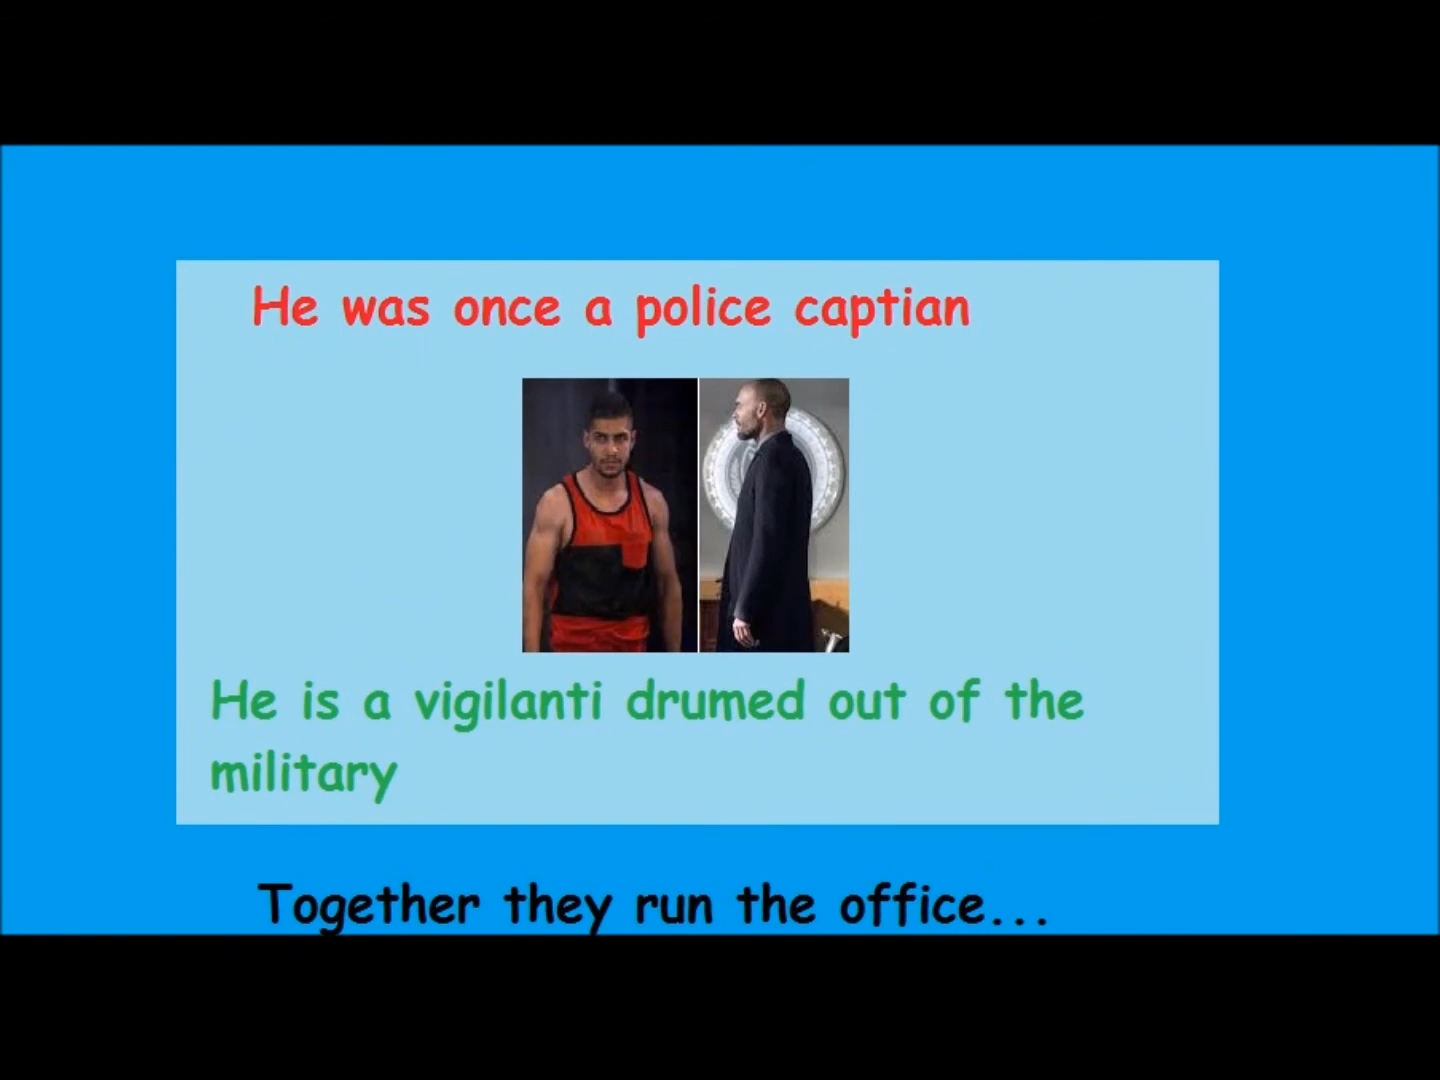 He was once a police captian
He is a vigilanti drumed out of the
military
Together they run the office...